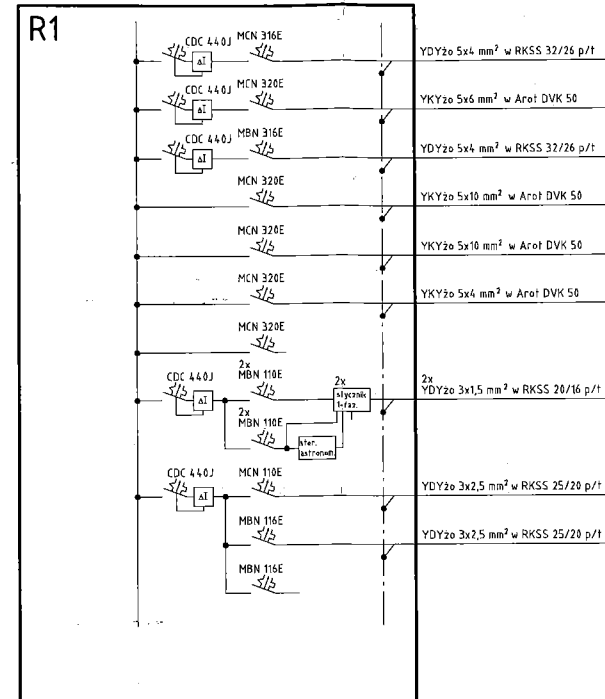 R1
CDC 440J MCN 316E
ΔI
YDYżo 5x4 mm² w RKSS 32/26 p/t
CDC 440J MCN 320E
ΔI
YKYżo 5x6 mm² w Arot DVK 50
CDC 440J MBN 316E
ΔI
YDYżo 5x4 mm² w RKSS 32/26 p/t
MCN 320E
YKYżo 5x10 mm² w Arot DVK 50
MCN 320E
YKYżo 5x10 mm² w Arot DVK 50
MCN 320E
YKYżo 5x4 mm² w Arot DVK 50
MCN 320E
CDC 440J
ΔI
2x
MBN 110E
2x
stycznik
1-faz.
2x
YDYżo 3x1,5 mm² w RKSS 20/16 p/t
2x
MBN 110E
ster.
astronom.
CDC 440J MCN 110E
ΔI
YDYżo 3x2,5 mm² w RKSS 25/20 p/t
MBN 116E
YDYżo 3x2,5 mm² w RKSS 25/20 p/t
MBN 116E